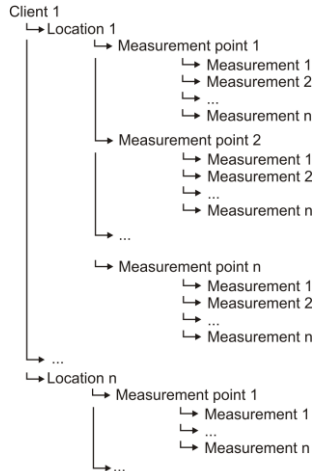 Client 1
Location 1
Measurement point 1
Measurement 1
Measurement 2
...
Measurement n
Measurement point 2
Measurement 1
Measurement 2
...
Measurement n
...
Measurement point n
Measurement 1
Measurement 2
...
Measurement n
...
Location n
Measurement point 1
Measurement 1
...
Measurement n
...